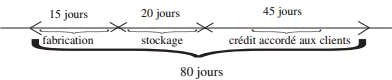 15 jours 20 jours 45 jours
fabrication stockage crédit accordé aux clients
80 jours